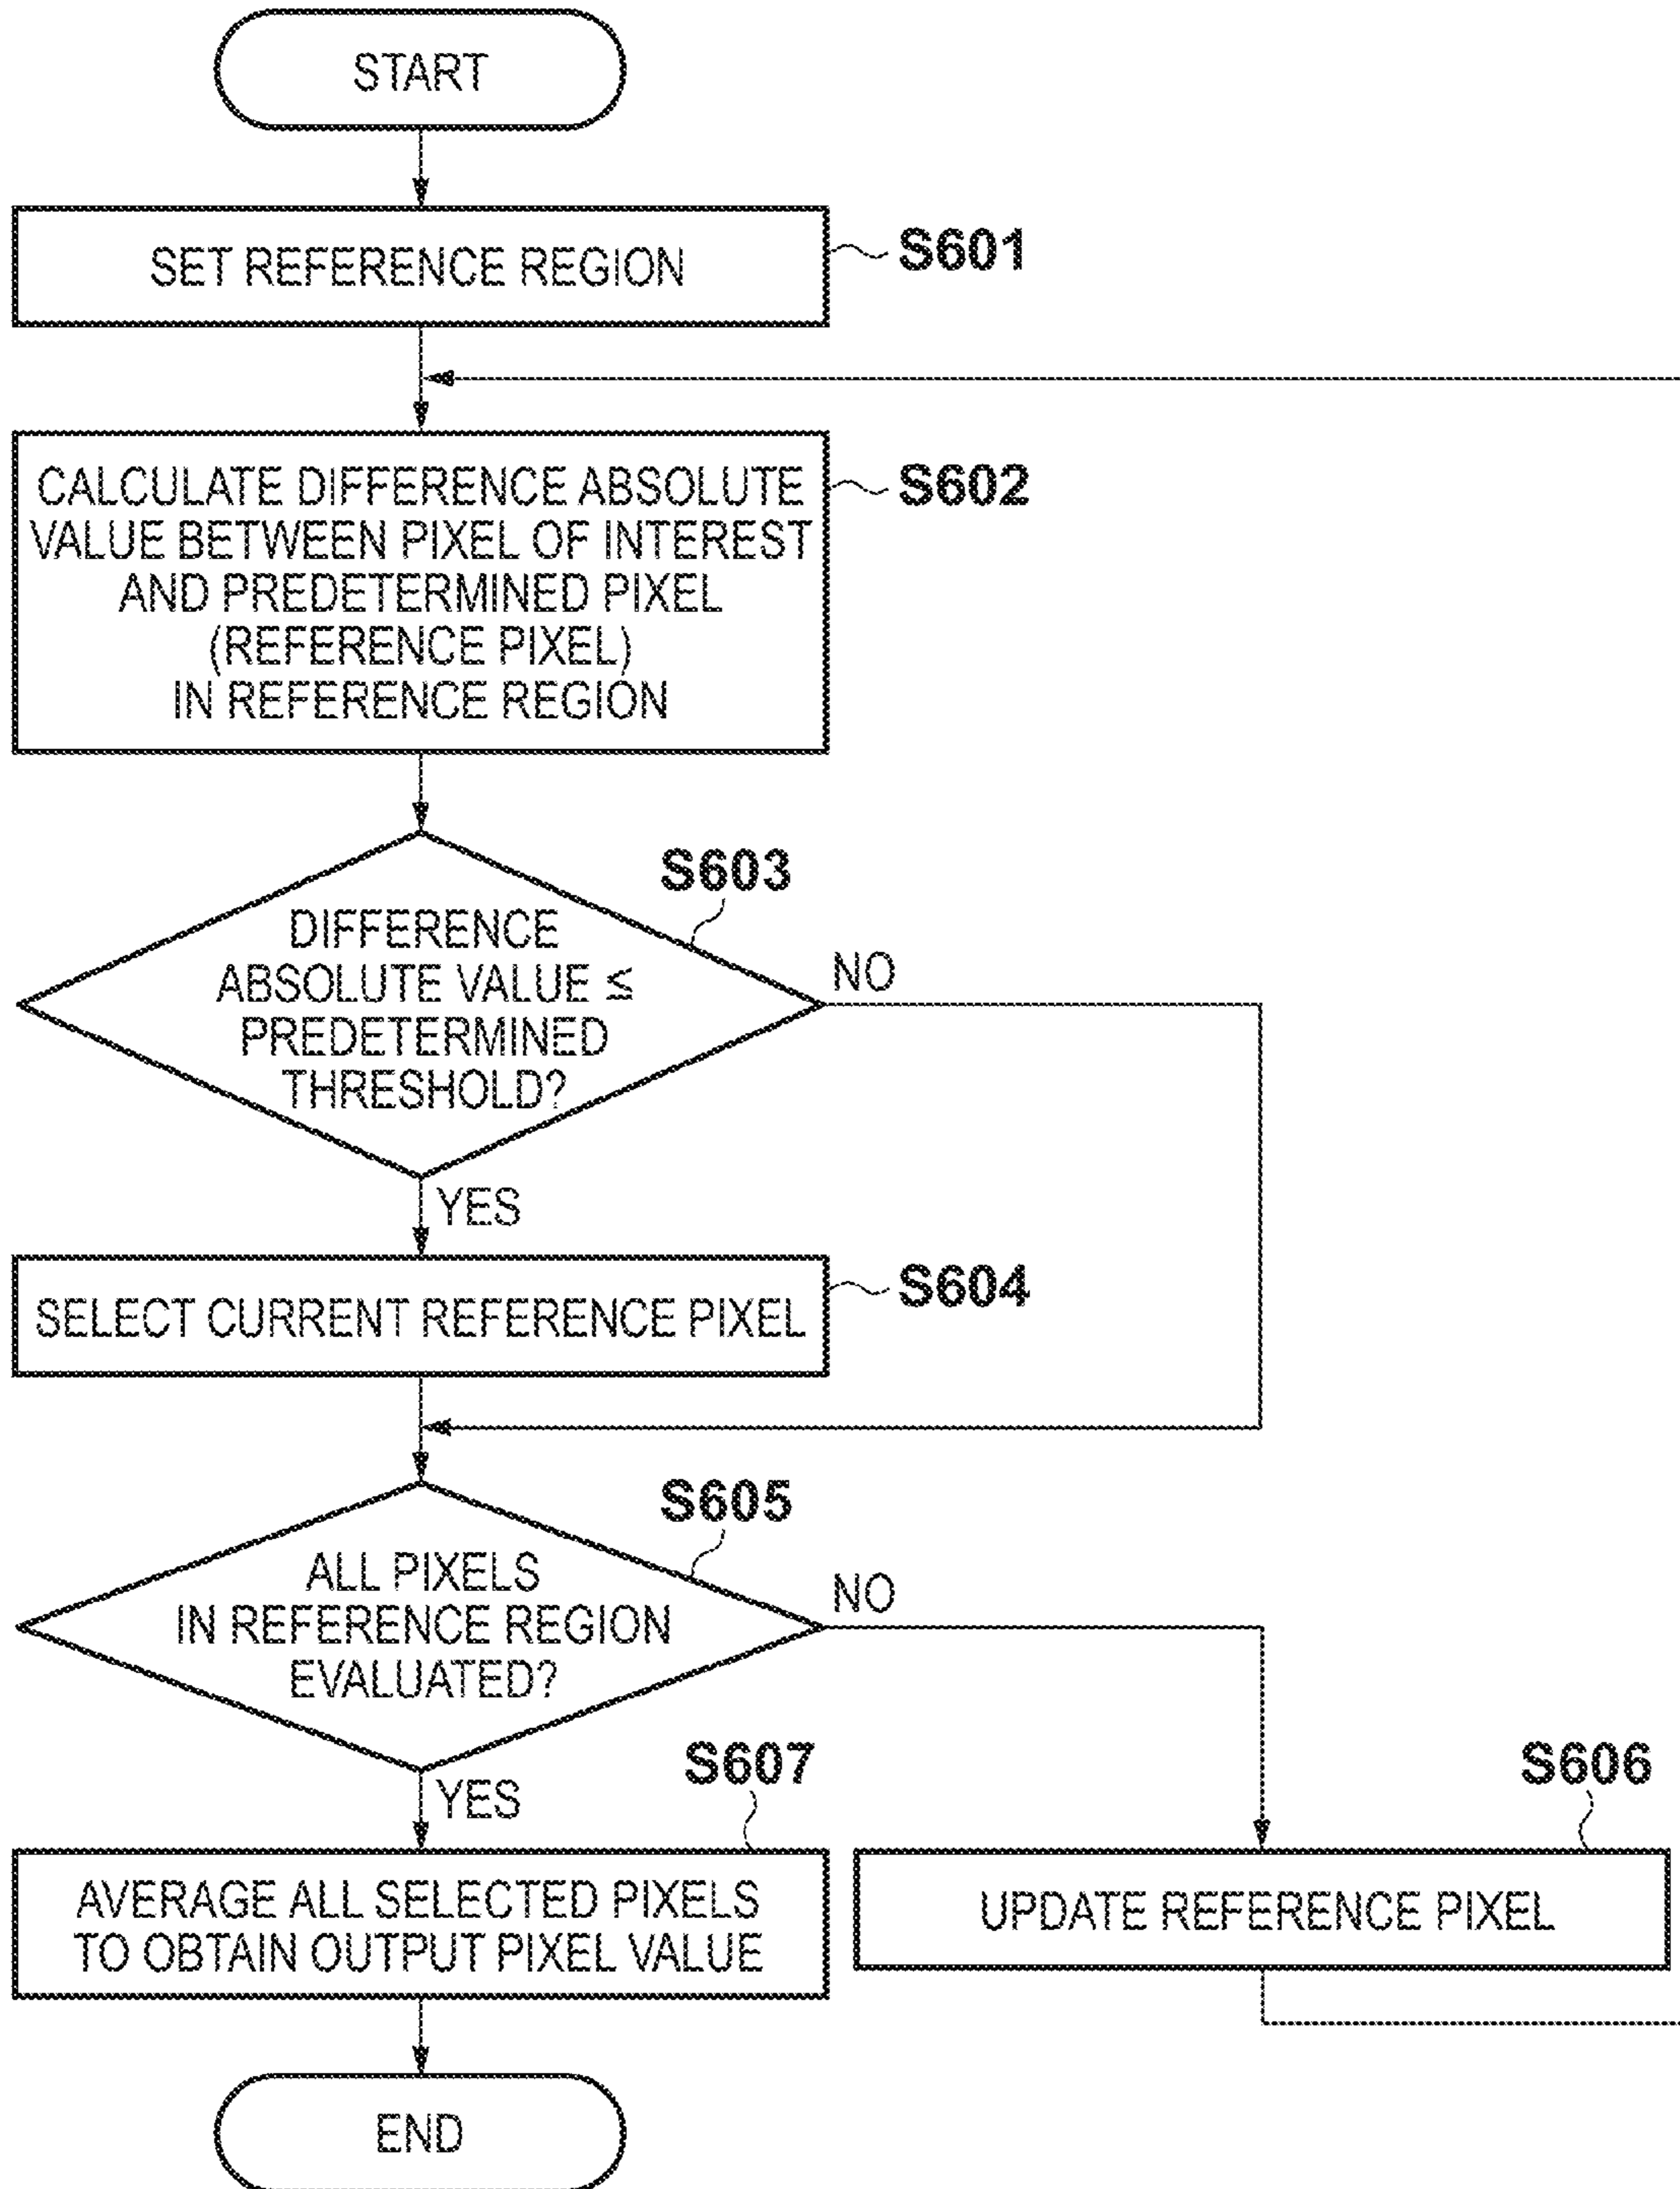 START
SET REFERENCE REGION
S601
CALCULATE DIFFERENCE ABSOLUTE
VALUE BETWEEN PIXEL OF INTEREST
AND PREDETERMINED PIXEL
(REFERENCE PIXEL)
IN REFERENCE REGION
S602
S603
DIFFERENCE
ABSOLUTE VALUE ≤
PREDETERMINED
THRESHOLD?
NO
YES
SELECT CURRENT REFERENCE PIXEL
S604
S605
ALL PIXELS
IN REFERENCE REGION
EVALUATED?
NO
YES
S607
AVERAGE ALL SELECTED PIXELS
TO OBTAIN OUTPUT PIXEL VALUE
S606
UPDATE REFERENCE PIXEL
END